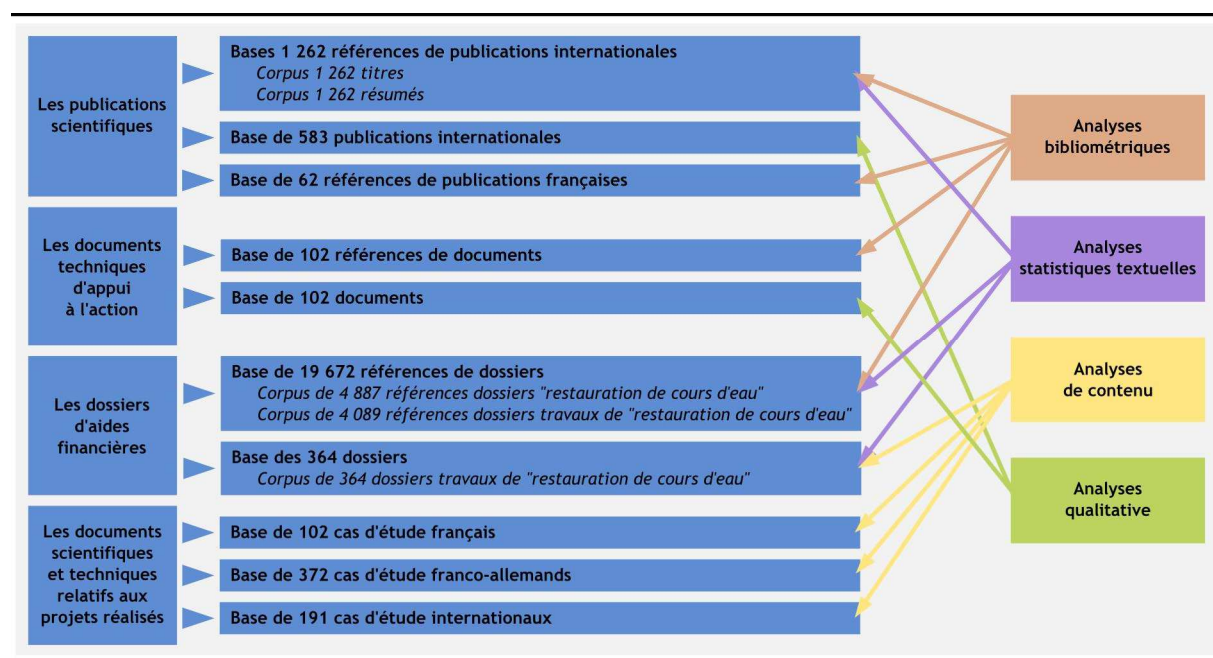 Les publications
scientifiques
Bases 1 262 références de publications internationales
Corpus 1 262 titres
Corpus 1 262 résumés
Base de 583 publications internationales
Base de 62 références de publications françaises
Les documents
techniques
d'appui
à l'action
Base de 102 références de documents
Base de 102 documents
Les dossiers
d'aides
financières
Base de 19 672 références de dossiers
Corpus de 4 887 références dossiers "restauration de cours d'eau"
Corpus de 4 089 références dossiers travaux de "restauration de cours d'eau"
Base des 364 dossiers
Corpus de 364 dossiers travaux de "restauration de cours d'eau"
Les documents
scientifiques
et techniques
relatifs aux
projets réalisés
Base de 102 cas d'étude français
Base de 372 cas d'étude franco-allemands
Base de 191 cas d'étude internationaux
Analyses
bibliométriques
Analyses
statistiques textuelles
Analyses
de contenu
Analyses
qualitative